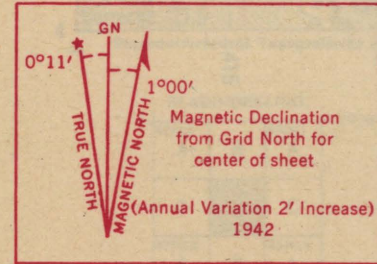 GN
0°11′
1°00′
TRUE NORTH
MAGNETIC NORTH
Magnetic Declination
from Grid North for
center of sheet
(Annual Variation 2′ Increase)
1942